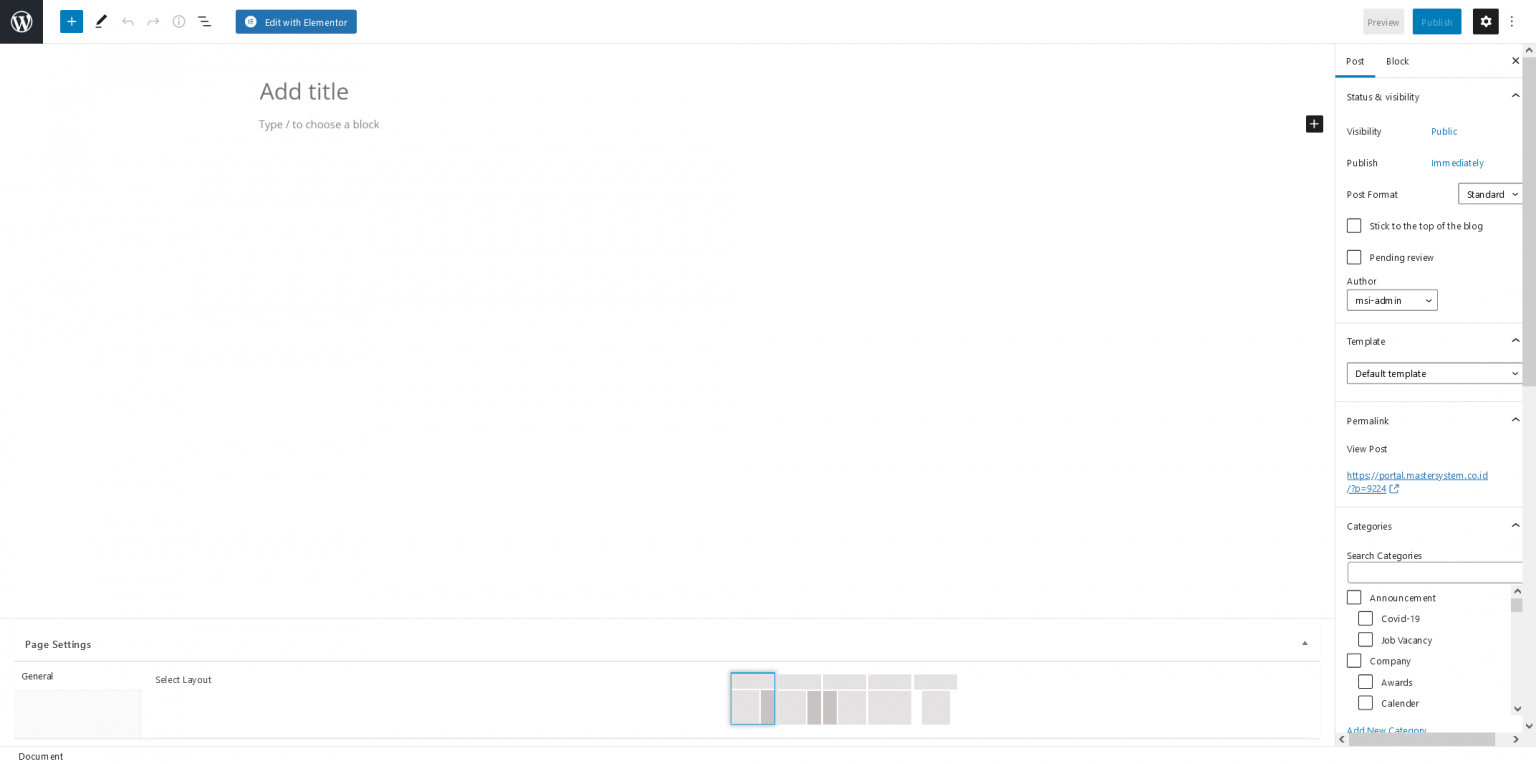 Edit with Elementor
Preview
Publish
Add title
Type / to choose a block
Post
Block
Status & visibility
Visibility
Public
Publish
Immediately
Post Format
Standard
Stick to the top of the blog
Pending review
Author
msi-admin
Template
Default template
Permalink
View Post
https://portal.mastersystem.co.id
/?p=9224
Categories
Search Categories
Announcement
Covid-19
Job Vacancy
Company
Awards
Calender
Add New Category
Page Settings
General
Select Layout
Document